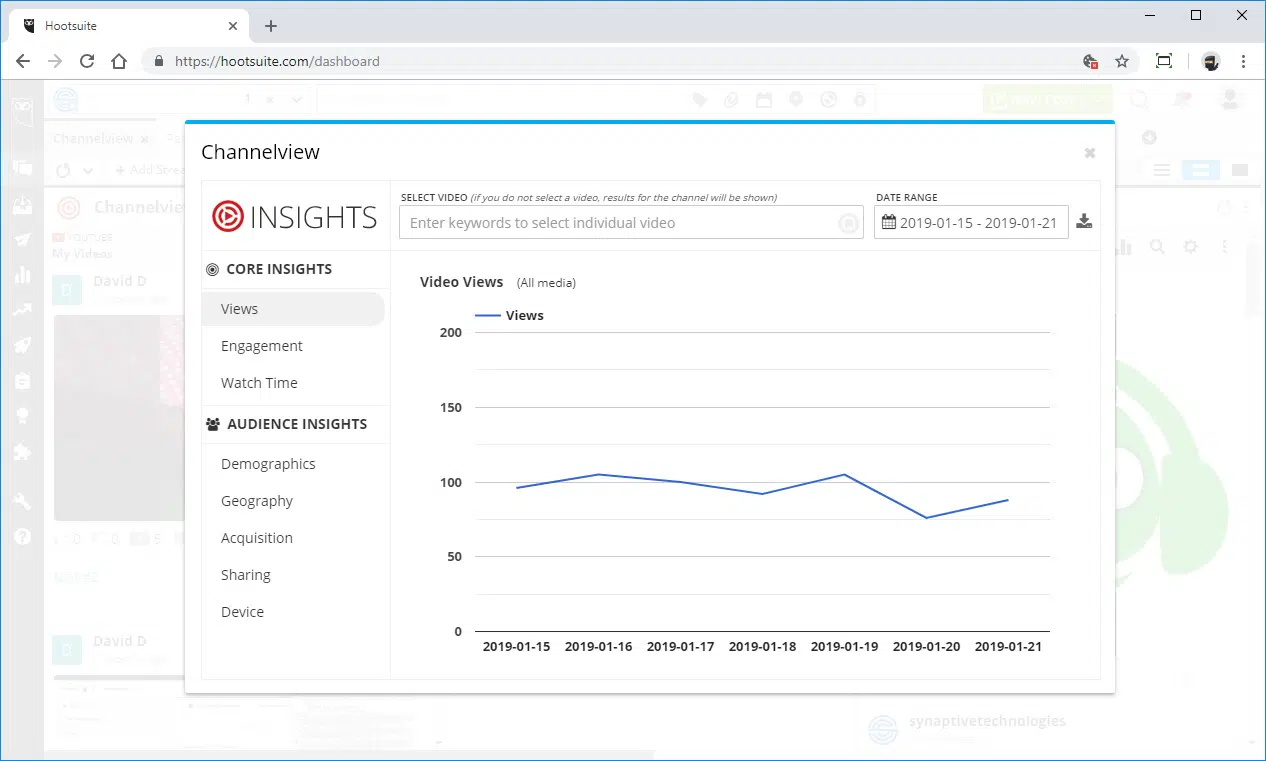 Hootsuite
https://hootsuite.com/dashboard
1
Channelview
Add Strea
Channelview
YOUTUBE
My Videos
David D
D
David D
D
synaptivetechnologies
Channelview
INSIGHTS
SELECT VIDEO (if you do not select a video, results for the channel will be shown)
Enter keywords to select individual video
DATE RANGE
2019-01-15 - 2019-01-21
CORE INSIGHTS
Views
Engagement
Watch Time
AUDIENCE INSIGHTS
Demographics
Geography
Acquisition
Sharing
Device
Video Views (All media)
Views
200
150
100
50
0
2019-01-15 2019-01-16 2019-01-17 2019-01-18 2019-01-19 2019-01-20 2019-01-21